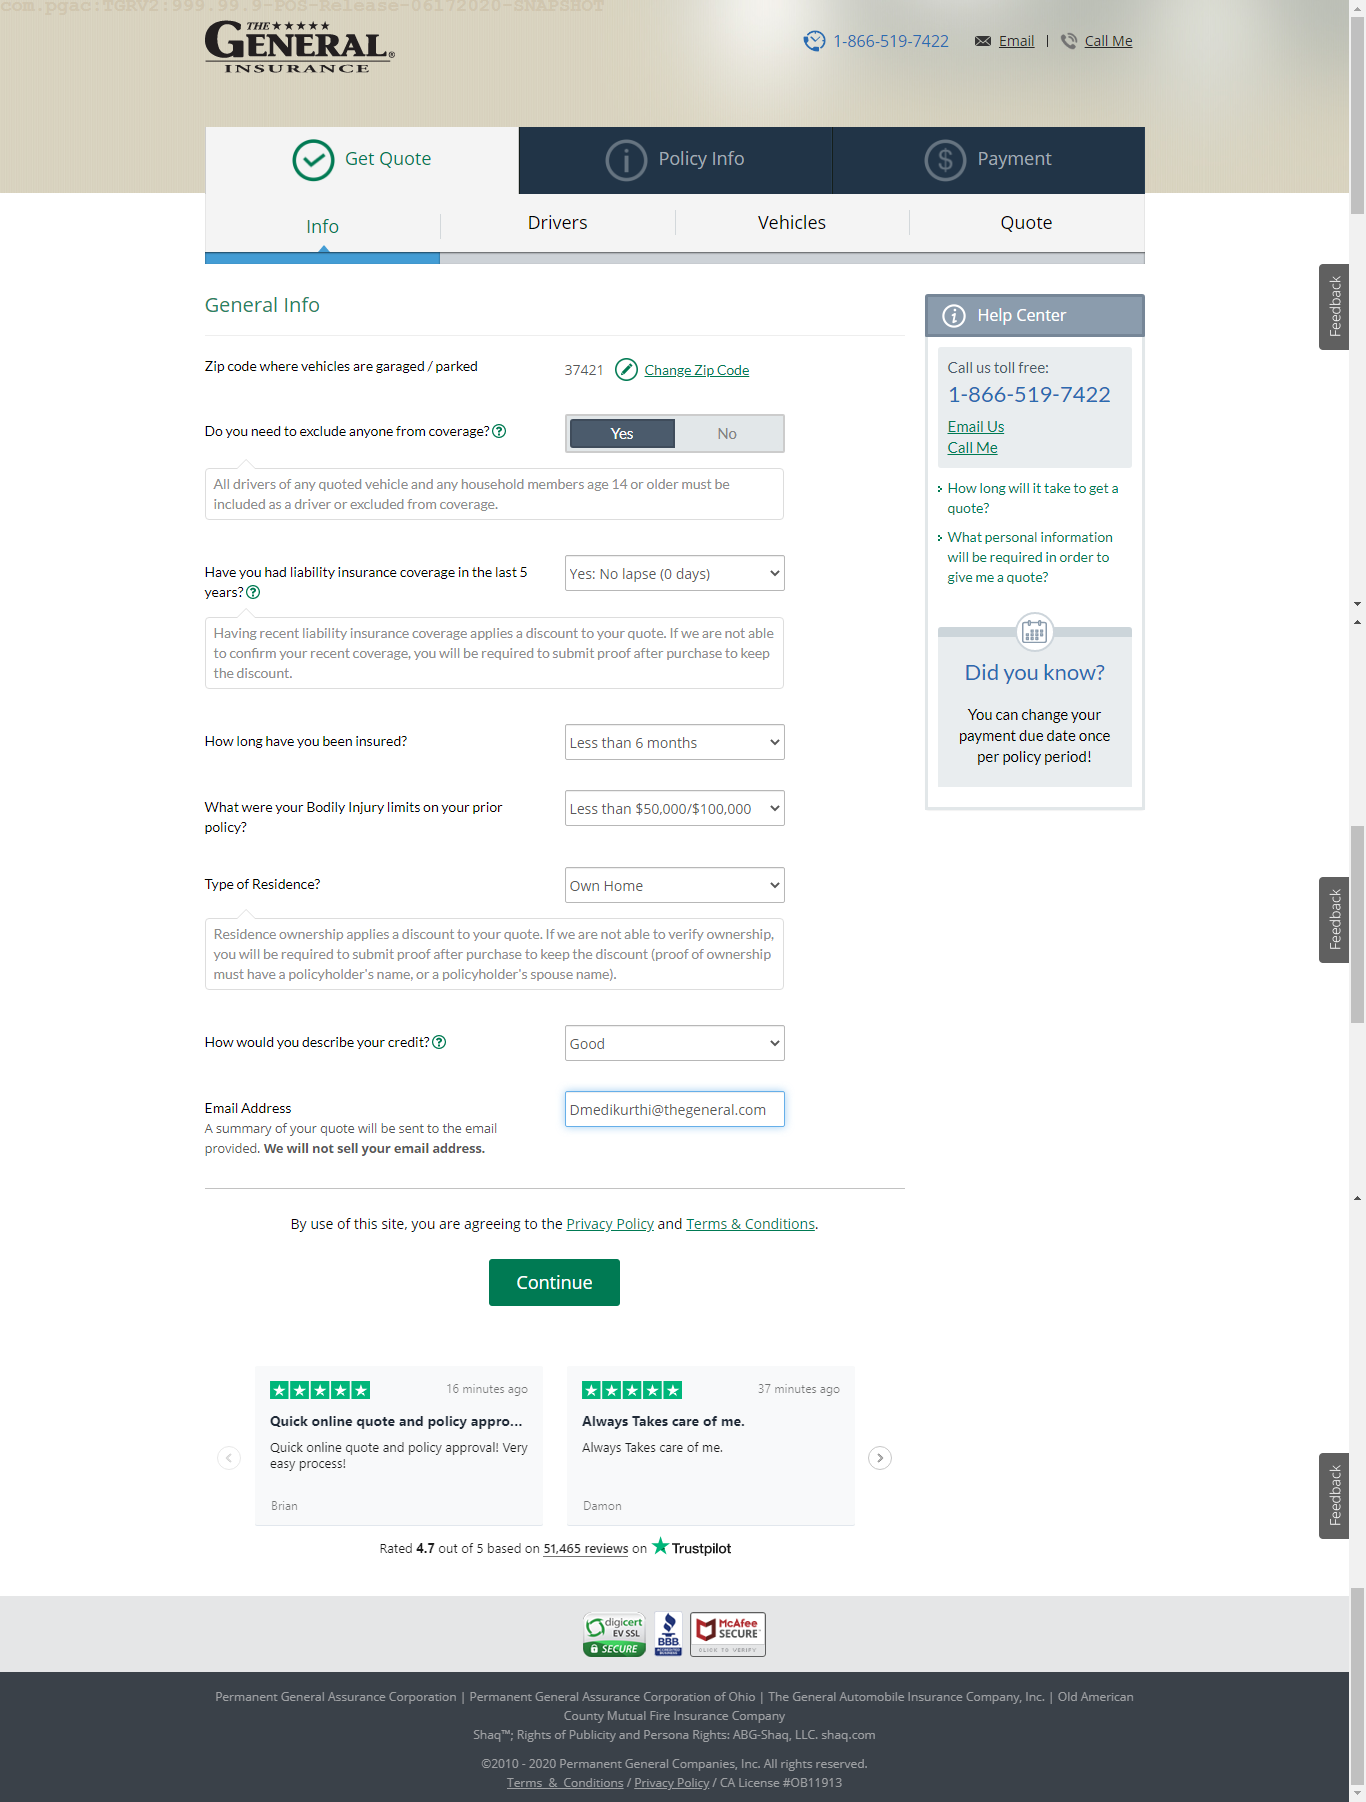 com.pgac:TGRV2:999.99.9-POS-Release-06172020-SNAPSHOT
THE
GENERAL®
INSURANCE
1-866-519-7422 Email | Call Me
Get Quote Policy Info Payment
Info Drivers Vehicles Quote
General Info
Zip code where vehicles are garaged / parked 37421 Change Zip Code
Do you need to exclude anyone from coverage? Yes No
All drivers of any quoted vehicle and any household members age 14 or older must be
included as a driver or excluded from coverage.
Have you had liability insurance coverage in the last 5
years?
Yes: No lapse (0 days)
Having recent liability insurance coverage applies a discount to your quote. If we are not able
to confirm your recent coverage, you will be required to submit proof after purchase to keep
the discount.
How long have you been insured? Less than 6 months
What were your Bodily Injury limits on your prior
policy?
Less than $50,000/$100,000
Type of Residence? Own Home
Residence ownership applies a discount to your quote. If we are not able to verify ownership,
you will be required to submit proof after purchase to keep the discount (proof of ownership
must have a policyholder's name, or a policyholder's spouse name).
How would you describe your credit? Good
Email Address Dmedikurthi@thegeneral.com
A summary of your quote will be sent to the email
provided. We will not sell your email address.
Help Center
Call us toll free:
1-866-519-7422
Email Us
Call Me
How long will it take to get a
quote?
What personal information
will be required in order to
give me a quote?
Did you know?
You can change your
payment due date once
per policy period!
Feedback
Feedback
Feedback
By use of this site, you are agreeing to the Privacy Policy and Terms & Conditions.
Continue
16 minutes ago
Quick online quote and policy appro...
Quick online quote and policy approval! Very
easy process!
Brian
37 minutes ago
Always Takes care of me.
Always Takes care of me.
Damon
Rated 4.7 out of 5 based on 51,465 reviews on Trustpilot
digicert
EV SSL
SECURE
BBB
ACCREDITED
BUSINESS
McAfee
SECURE
CLICK TO VERIFY
Permanent General Assurance Corporation | Permanent General Assurance Corporation of Ohio | The General Automobile Insurance Company, Inc. | Old American
County Mutual Fire Insurance Company
Shaq™; Rights of Publicity and Persona Rights: ABG-Shaq, LLC. shaq.com
©2010 - 2020 Permanent General Companies, Inc. All rights reserved.
Terms & Conditions / Privacy Policy / CA License #OB11913